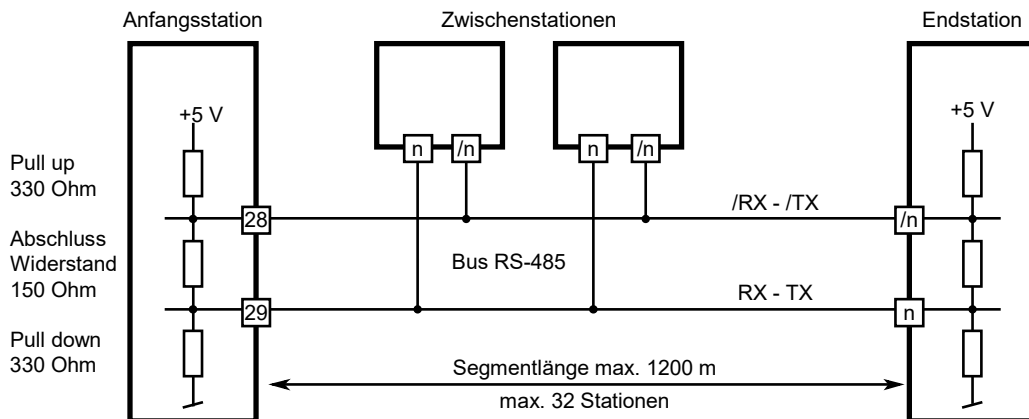 Anfangsstation
Zwischenstationen
Endstation
+5 V
+5 V
n
/n
n
/n
Pull up
330 Ohm
/RX - /TX
28
/n
Abschluss
Widerstand
150 Ohm
Bus RS-485
RX - TX
29
n
Pull down
330 Ohm
Segmentlänge max. 1200 m
max. 32 Stationen